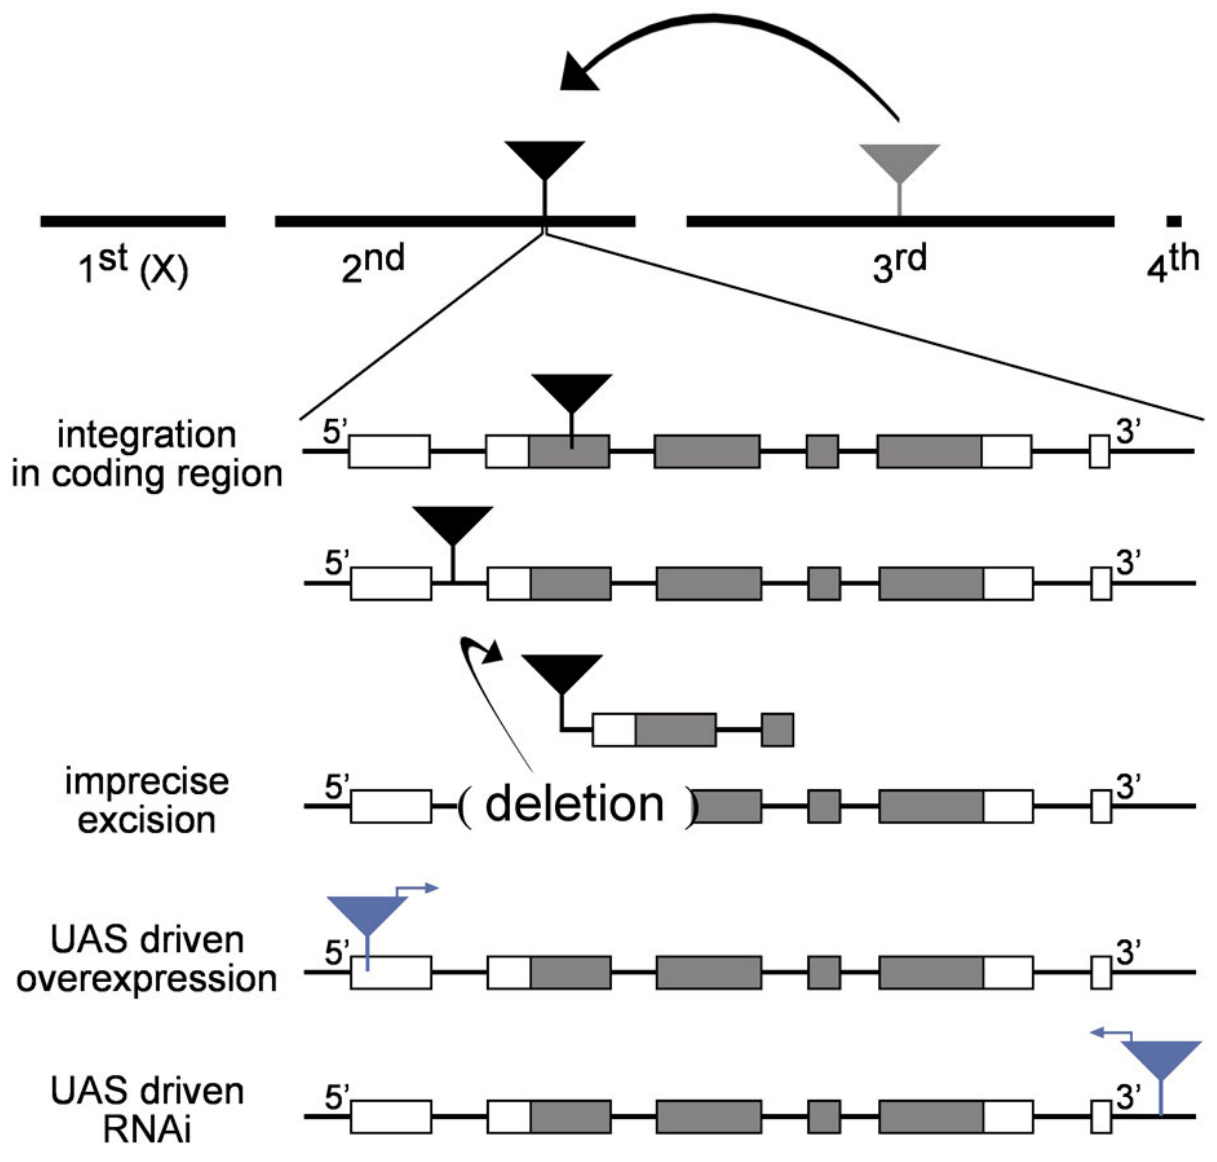 1st (X)
2nd
3rd
4th
integration
in coding region
5’
3’
5’
3’
imprecise
excision
5’
( deletion )
3’
UAS driven
overexpression
5’
3’
UAS driven
RNAi
5’
3’